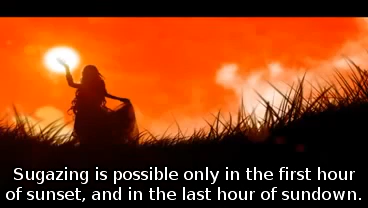 Sugazing is possible only in the first hour
of sunset, and in the last hour of sundown.